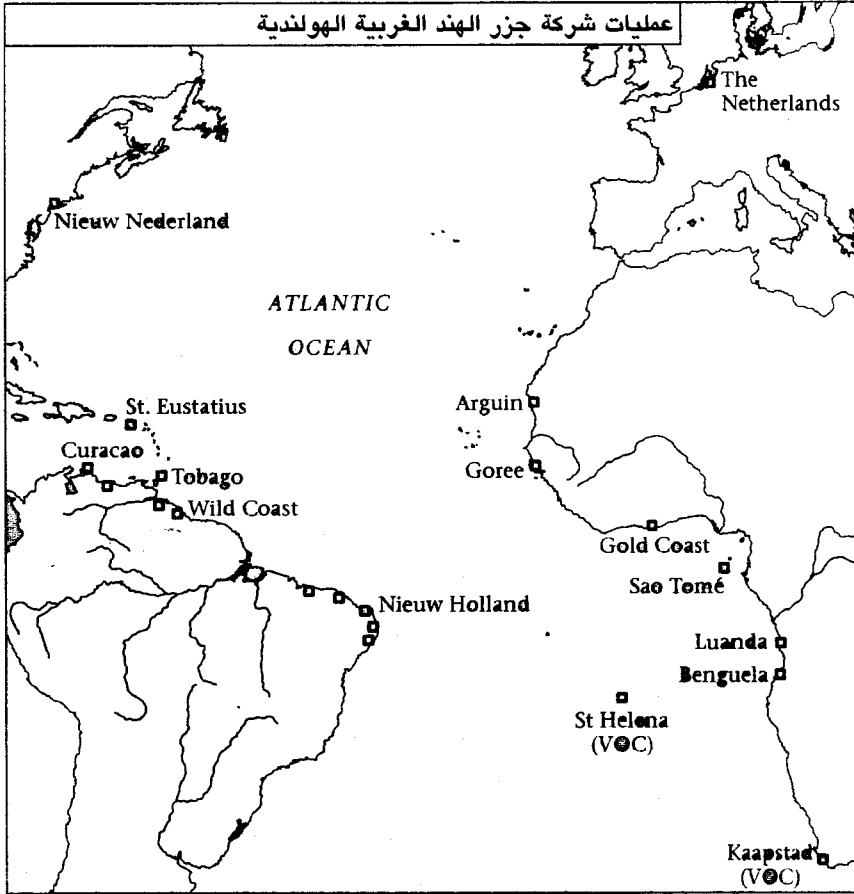 عمليات شركة جزر الهند الغربية الهولندية
The
Netherlands
Nieuw Nederland
ATLANTIC
OCEAN
St. Eustatius
Arguin
Curacao
Tobago
Goree
Wild Coast
Gold Coast
Sao Tomé
Nieuw Holland
Luanda
Benguela
St Helena
(VOC)
Kaapstad
(VOC)